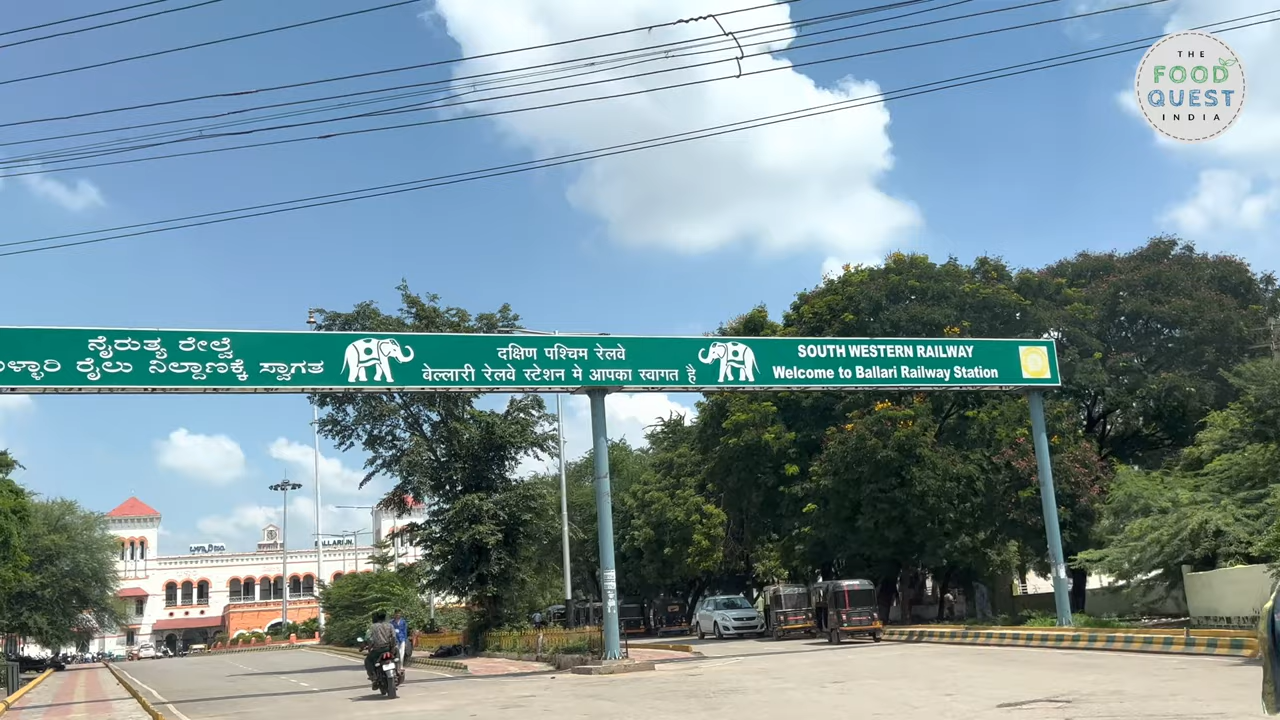 THE
FOOD
QUEST
INDIA
ನೈರುತ್ಯ ರೇಲ್ವೆ
ರೈಲು ನಿಲ್ದಾಣಕ್ಕೆ ಸ್ವಾಗತ
दक्षिण पश्चिम रेलवे
बेल्लारी रेलवे स्टेशन मे आपका स्वागत है
SOUTH WESTERN RAILWAY
Welcome to Ballari Railway Station